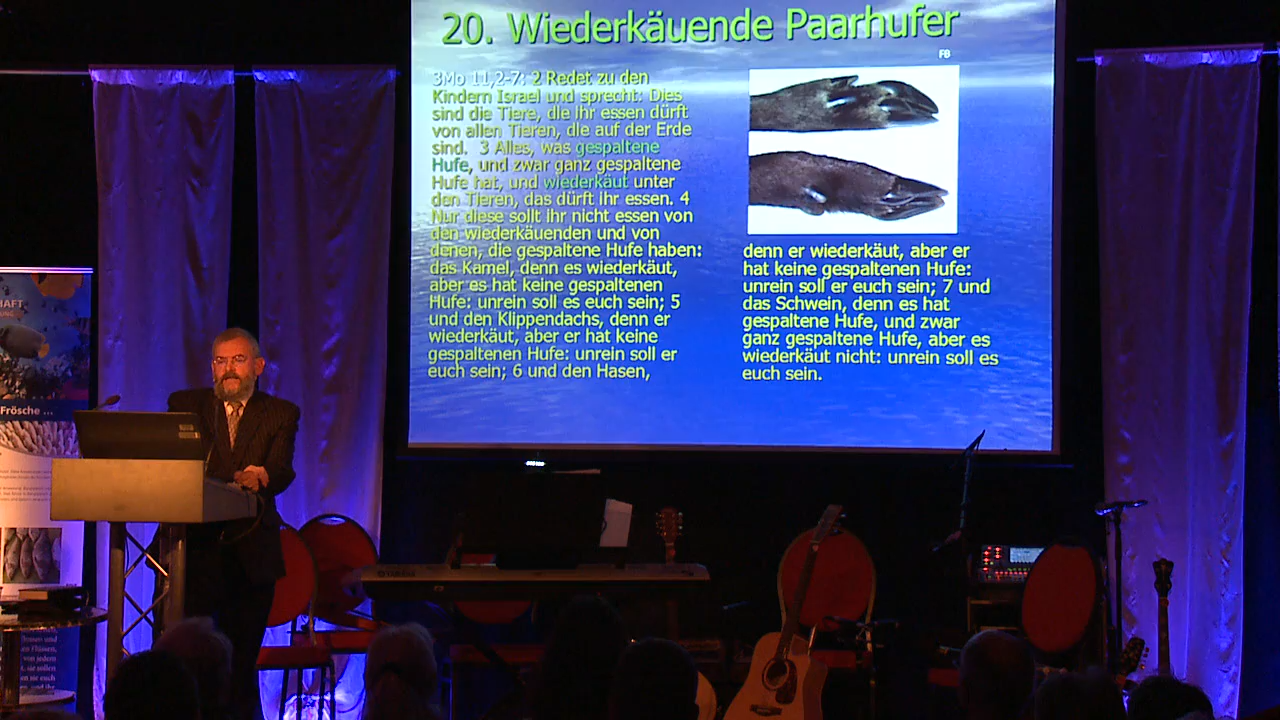 20. Wiederkäuende Paarhufer
FB
3Mo 11,2-7: 2 Redet zu den
Kindern Israel und sprecht: Dies
sind die Tiere, die ihr essen dürft
von allen Tieren, die auf der Erde
sind. 3 Alles, was gespaltene
Hufe, und zwar ganz gespaltene
Hufe hat, und wiederkäut unter
den Tieren, das dürft ihr essen. 4
Nur diese sollt ihr nicht essen von
den wiederkäuenden und von
denen, die gespaltene Hufe haben:
das Kamel, denn es wiederkäut,
aber es hat keine gespaltenen
Hufe: unrein soll es euch sein; 5
und den Klippendachs, denn er
wiederkäut, aber er hat keine
gespaltenen Hufe: unrein soll er
euch sein; 6 und den Hasen,
denn er wiederkäut, aber er
hat keine gespaltenen Hufe:
unrein soll er euch sein; 7 und
das Schwein, denn es hat
gespaltene Hufe, und zwar
ganz gespaltene Hufe, aber es
wiederkäut nicht: unrein soll es
euch sein.
Frösche ...
YAMAHA